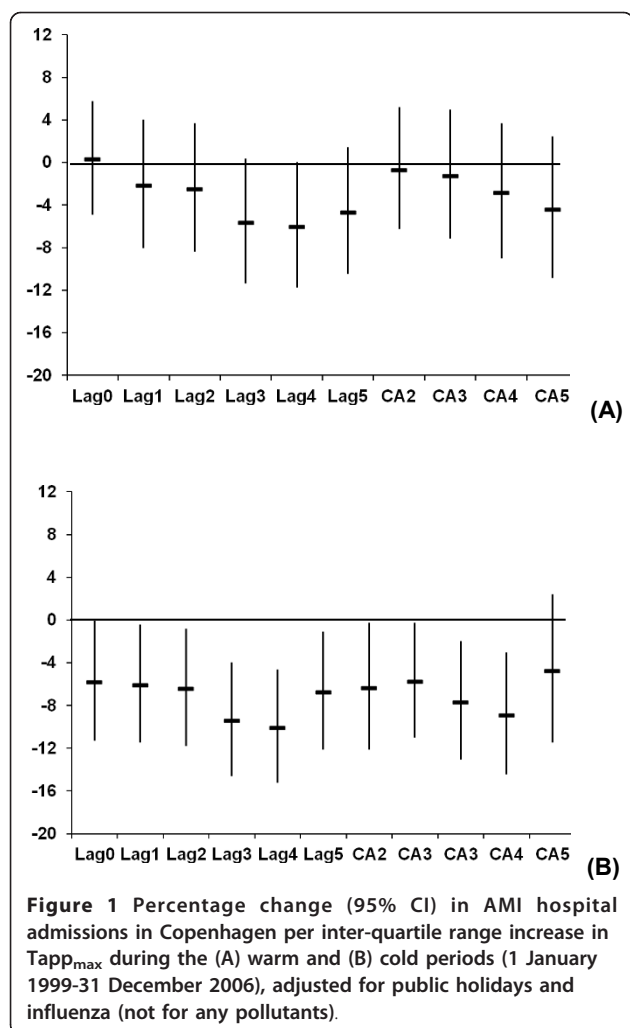 12
8
4
0
-4
-8
-12
-16
-20
Lag0 Lag1 Lag2 Lag3 Lag4 Lag5 CA2 CA3 CA4 CA5
(A)
12
8
4
0
-4
-8
-12
-16
-20
Lag0 Lag1 Lag2 Lag3 Lag4 Lag5 CA2 CA3 CA3 CA4 CA5
(B)
Figure 1 Percentage change (95% CI) in AMI hospital
admissions in Copenhagen per inter-quartile range increase in
Tappmax during the (A) warm and (B) cold periods (1 January
1999-31 December 2006), adjusted for public holidays and
influenza (not for any pollutants).